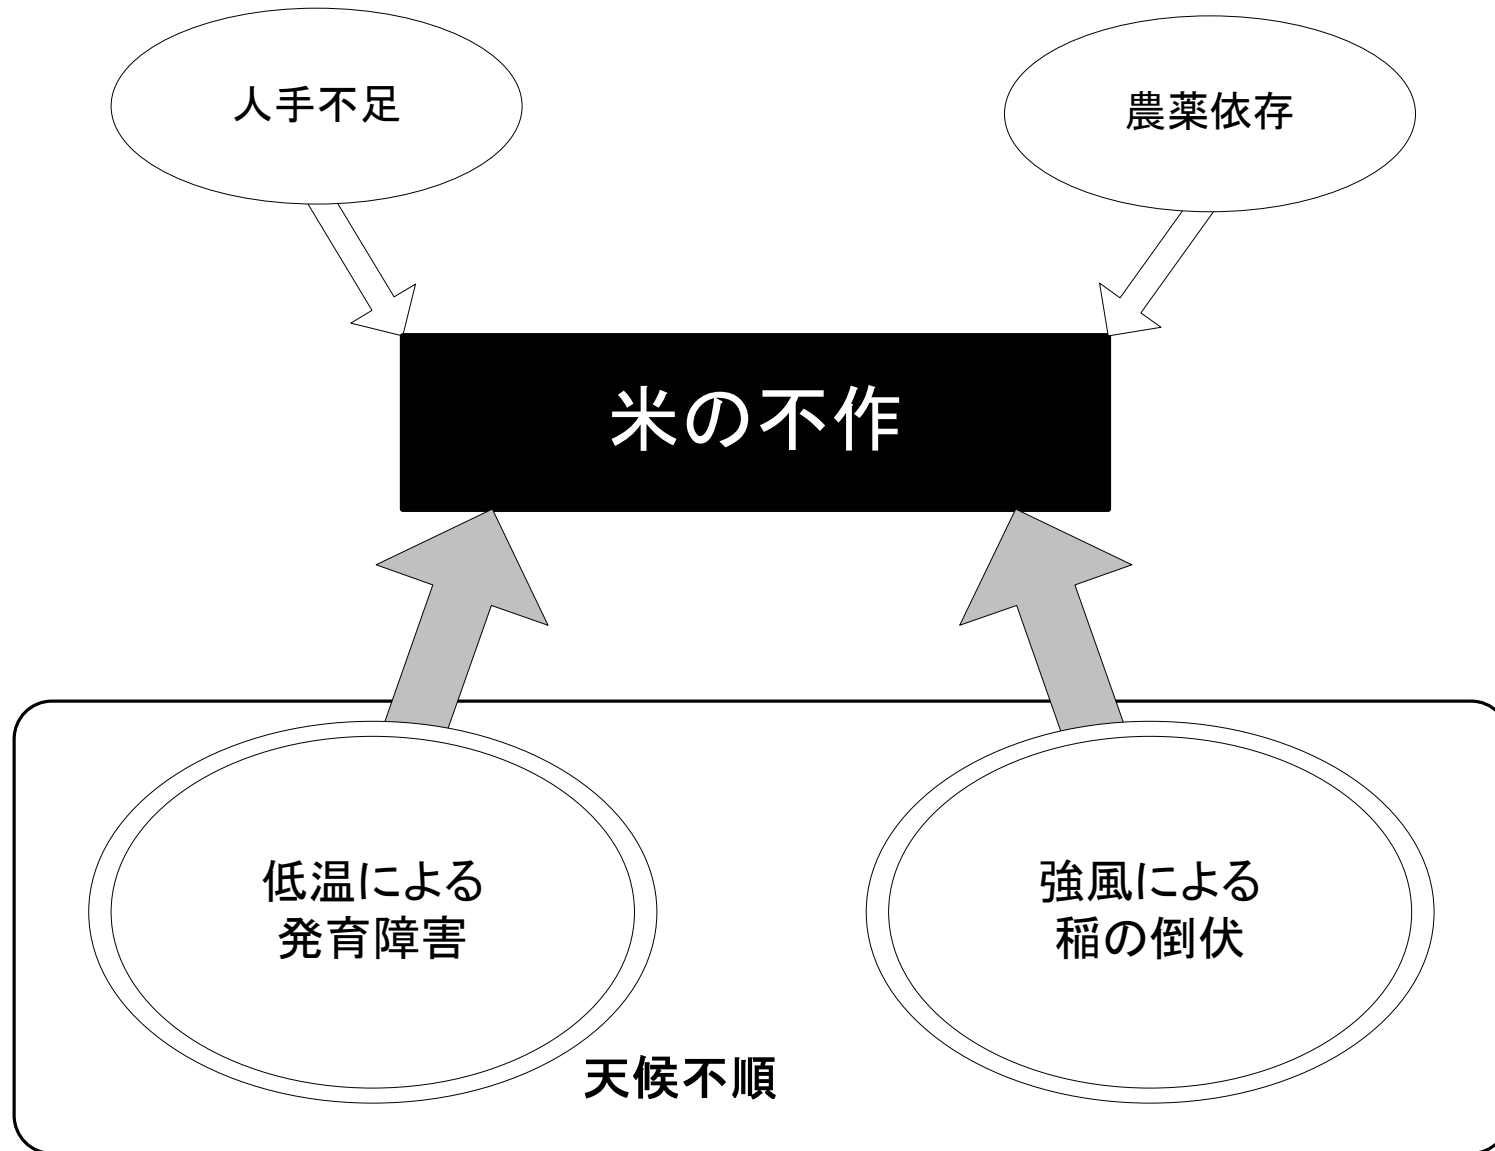 人手不足
農薬依存
米の不作
低温による
発育障害
強風による
稲の倒伏
天候不順